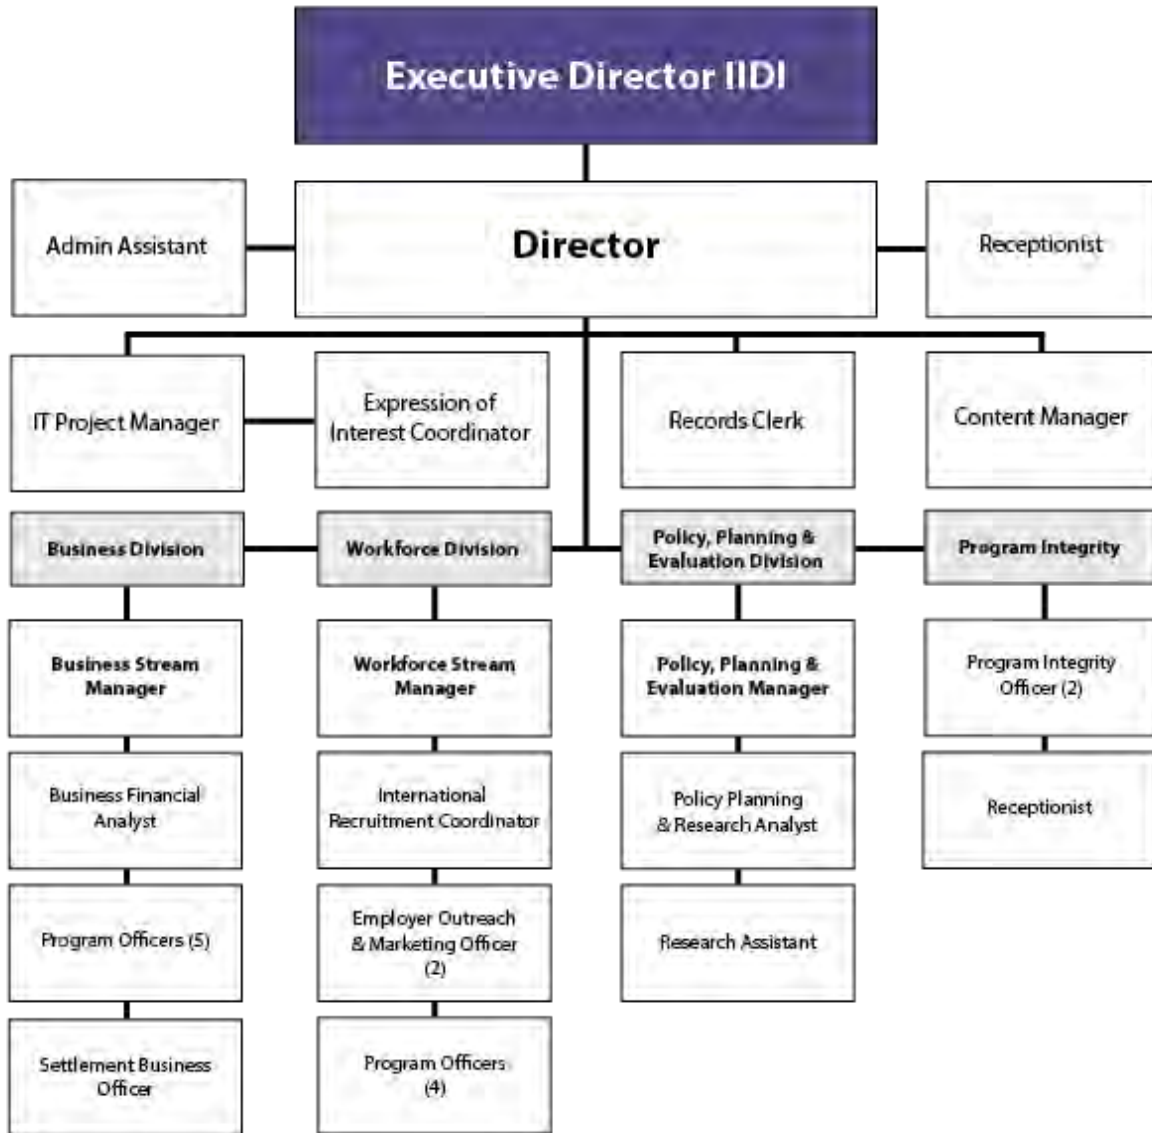 Executive Director IIDI
Admin Assistant
Director
Receptionist
IT Project Manager
Expression of
Interest Coordinator
Records Clerk
Content Manager
Business Division
Workforce Division
Policy, Planning &
Evaluation Division
Program Integrity
Business Stream
Manager
Workforce Stream
Manager
Policy, Planning &
Evaluation Manager
Program Integrity
Officer (2)
Business Financial
Analyst
International
Recruitment Coordinator
Policy Planning
& Research Analyst
Receptionist
Program Officers (5)
Employer Outreach
& Marketing Officer
(2)
Research Assistant
Settlement Business
Officer
Program Officers
(4)